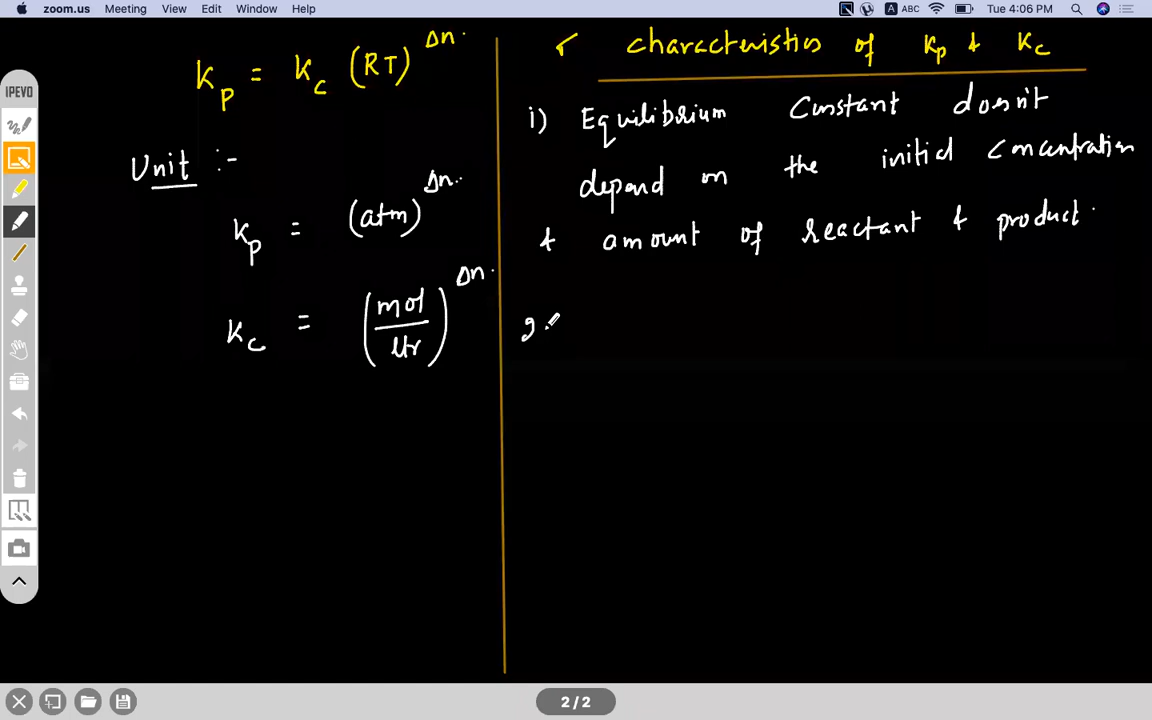 zoom.us Meeting View Edit Window Help A ABC Tue 4:06 PM
IPEVO
Kp = Kc (RT)^Δn.
Unit :-
Kp = (atm)^Δn..
Kc = (mol/ltr)^Δn.
characteristics of Kp & Kc
i) Equilibrium Constant doesn't
depend on the initial Concentration
& amount of reactant & product.
2/2